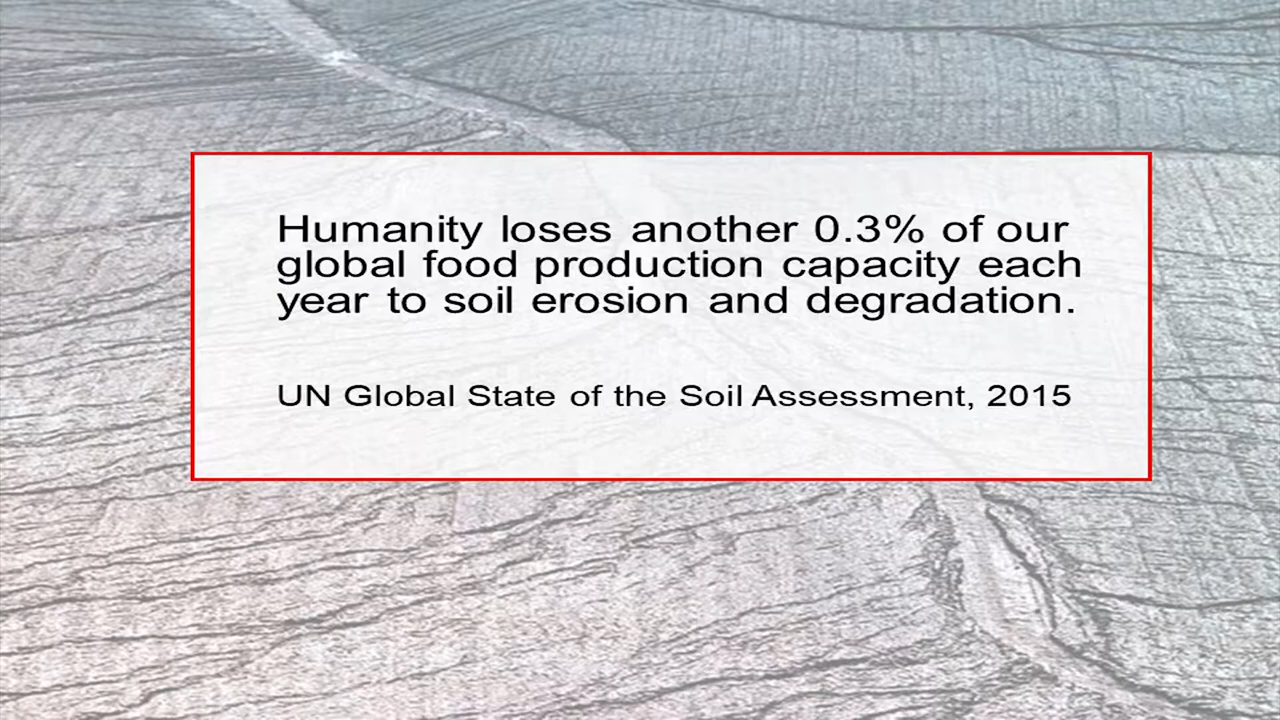 Humanity loses another 0.3% of our
global food production capacity each
year to soil erosion and degradation.
UN Global State of the Soil Assessment, 2015